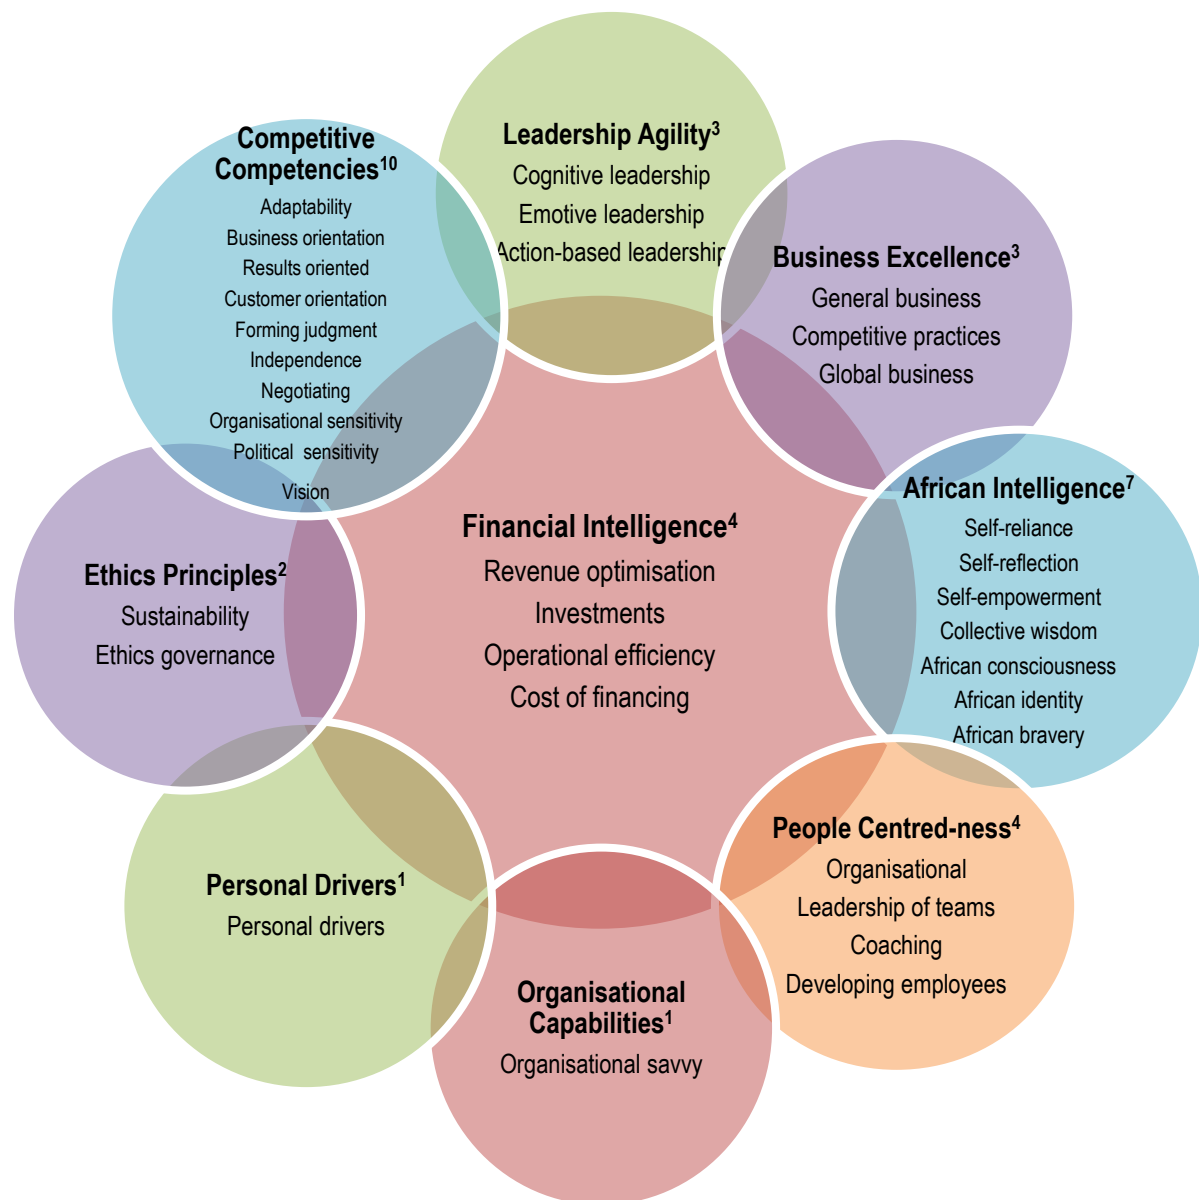 Leadership Agility³
Cognitive leadership
Emotive leadership
Action-based leadership
Competitive
Competencies¹⁰
Adaptability
Business orientation
Results oriented
Customer orientation
Forming judgment
Independence
Negotiating
Organisational sensitivity
Political sensitivity
Vision
Business Excellence³
General business
Competitive practices
Global business
African Intelligence⁷
Self-reliance
Self-reflection
Self-empowerment
Collective wisdom
African consciousness
African identity
African bravery
Financial Intelligence⁴
Revenue optimisation
Investments
Operational efficiency
Cost of financing
Ethics Principles²
Sustainability
Ethics governance
People Centred-ness⁴
Organisational
Leadership of teams
Coaching
Developing employees
Personal Drivers¹
Personal drivers
Organisational
Capabilities¹
Organisational savvy